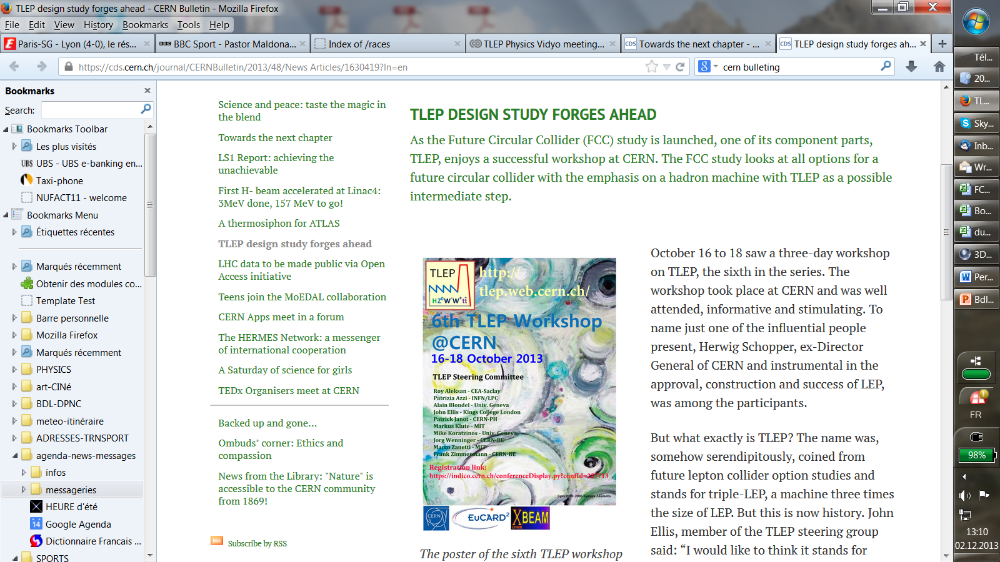 TLEP design study forges ahead - CERN Bulletin - Mozilla Firefox
File Edit View History Bookmarks Tools Help
Paris-SG - Lyon (4-0), le rés...
BBC Sport - Pastor Maldona...
Index of /races
TLEP Physics Vidyo meeting...
CDS Towards the next chapter - ...
CDS TLEP design study forges ah...
https://cds.cern.ch/journal/CERNBulletin/2013/48/News Articles/1630419?ln=en
cern bulleting
Bookmarks
Search:
Bookmarks Toolbar
Les plus visités
UBS - UBS e-banking en...
Taxi-phone
NUFACT11 - welcome
Bookmarks Menu
Étiquettes récentes
Marqués récemment
Obtenir des modules co...
Template Test
Barre personnelle
Mozilla Firefox
Marqués récemment
PHYSICS
art-CINé
BDL-DPNC
meteo-itinéraire
ADRESSES-TRNSPORT
agenda-news-messages
infos
messageries
HEURE d'été
14 Google Agenda
Dictionnaire Francais ...
SPORTS
Science and peace: taste the magic in
the blend
Towards the next chapter
LS1 Report: achieving the
unachievable
First H- beam accelerated at Linac4:
3MeV done, 157 MeV to go!
A thermosiphon for ATLAS
TLEP design study forges ahead
LHC data to be made public via Open
Access initiative
Teens join the MoEDAL collaboration
CERN Apps meet in a forum
The HERMES Network: a messenger
of international cooperation
A Saturday of science for girls
TEDx Organisers meet at CERN
Backed up and gone...
Ombuds' corner: Ethics and
compassion
News from the Library: "Nature" is
accessible to the CERN community
from 1869!
RSS Subscribe by RSS
TLEP DESIGN STUDY FORGES AHEAD
As the Future Circular Collider (FCC) study is launched, one of its component parts,
TLEP, enjoys a successful workshop at CERN. The FCC study looks at all options for a
future circular collider with the emphasis on a hadron machine with TLEP as a possible
intermediate step.
TLEP
HZ⁰W⁻W⁺tt̄
http://
tlep.web.cern.ch/
6th TLEP Workshop
@CERN
16-18 October 2013
TLEP Steering Committee
Roy Aleksan - CEA-Saclay
Patrizia Azzi - INFN/LPC
Alain Blondel - Univ. Geneva
John Ellis - Kings College London
Patrick Janot - CERN-PH
Markus Klute - MIT
Mike Koratzinos - Univ. Geneva
Jorg Wenninger - CERN-BE
Marco Zanetti - MIT
Frank Zimmermann - CERN-BE
Registration link:
https://indico.cern.ch/conferenceDisplay.py?confId=
CERN
EuCARD²
XBEAM
The poster of the sixth TLEP workshop
October 16 to 18 saw a three-day workshop
on TLEP, the sixth in the series. The
workshop took place at CERN and was well
attended, informative and stimulating. To
name just one of the influential people
present, Herwig Schopper, ex-Director
General of CERN and instrumental in the
approval, construction and success of LEP,
was among the participants.
But what exactly is TLEP? The name was,
somehow serendipitously, coined from
future lepton collider option studies and
stands for triple-LEP, a machine three times
the size of LEP. But this is now history. John
Ellis, member of the TLEP steering group
said: “I would like to think it stands for
Tél...
20...
TL...
Sky...
Inb...
Wr...
FC...
Bo...
du...
3D...
Per...
Bdl...
FR
98%
13:10
02.12.2013